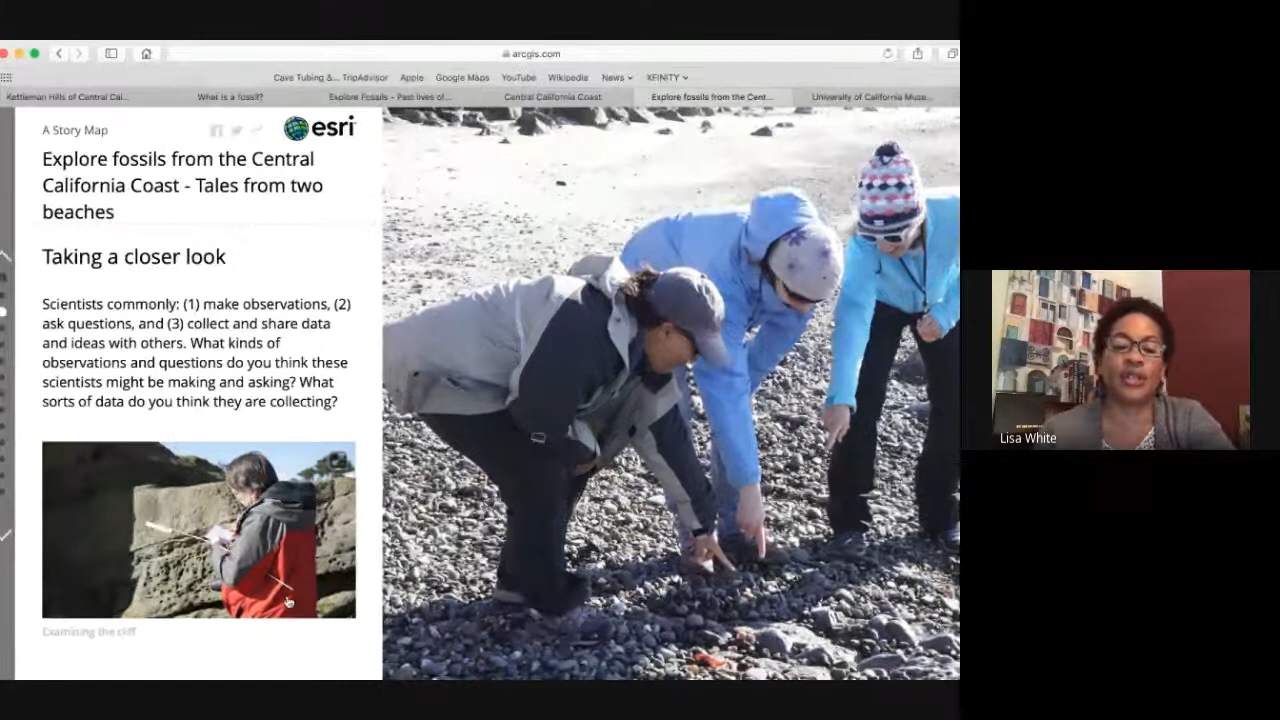 arcgis.com
Cave Tubing &... TripAdvisor Apple Google Maps YouTube Wikipedia News XFINITY
Kettleman Hills of Central Cal... What is a fossil? Explore Fossils - Past lives of... Central California Coast Explore fossils from the Cent... University of California Muse...
A Story Map
esri
Explore fossils from the Central
California Coast - Tales from two
beaches
Taking a closer look
Scientists commonly: (1) make observations, (2)
ask questions, and (3) collect and share data
and ideas with others. What kinds of
observations and questions do you think these
scientists might be making and asking? What
sorts of data do you think they are collecting?
Examining the cliff
Lisa White